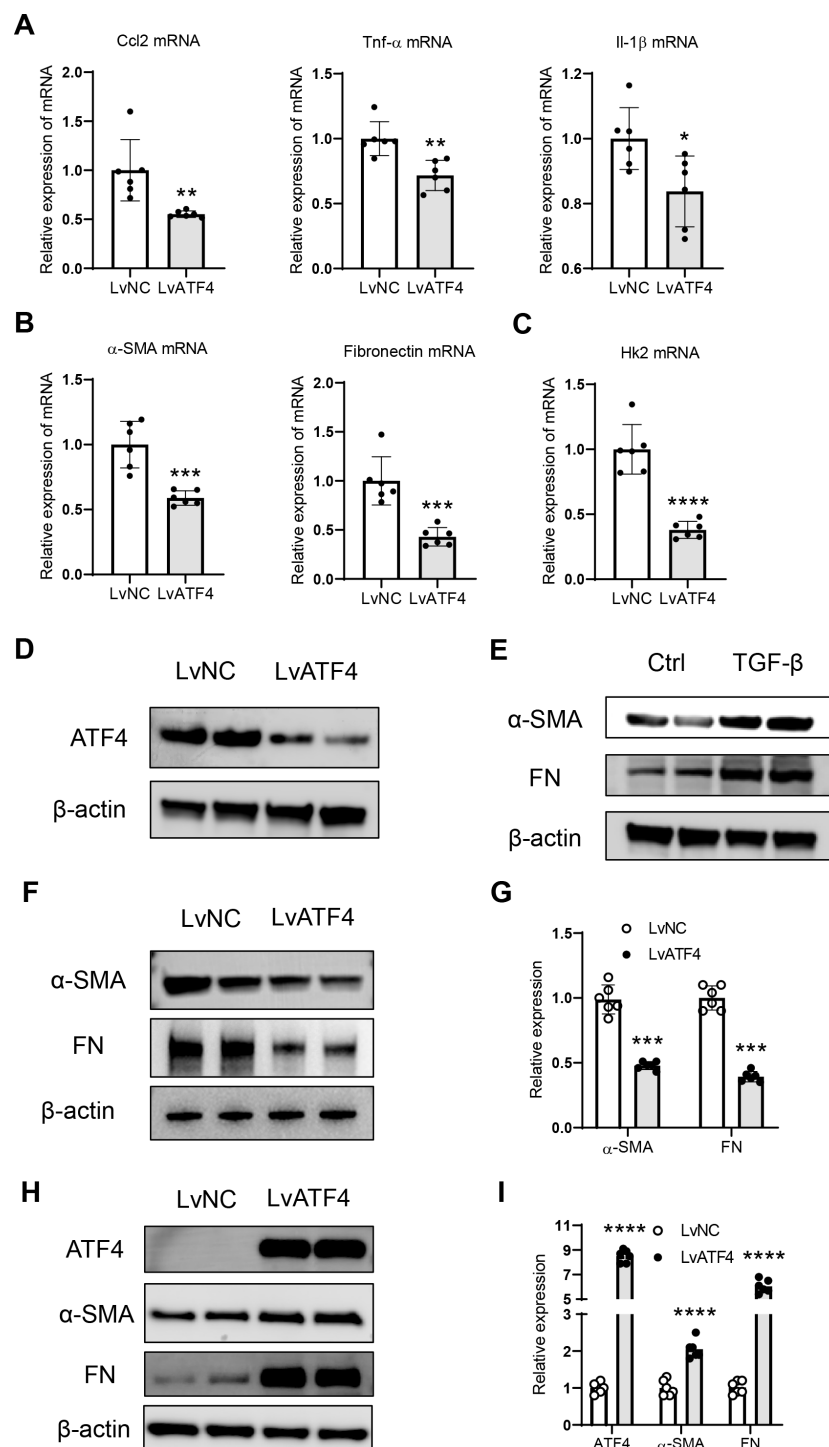 A
Ccl2 mRNA
Tnf-α mRNA
Il-1β mRNA
Relative expression of mRNA
2.0
1.5
1.0
0.5
0.0
**
LvNC LvATF4
Relative expression of mRNA
1.5
1.0
0.5
0.0
**
LvNC LvATF4
Relative expression of mRNA
1.2
1.0
0.8
0.6
*
LvNC LvATF4
B
α-SMA mRNA
Fibronectin mRNA
Relative expression of mRNA
1.5
1.0
0.5
0.0
***
LvNC LvATF4
Relative expression of mRNA
2.0
1.5
1.0
0.5
0.0
***
LvNC LvATF4
C
Hk2 mRNA
Relative expression of mRNA
1.5
1.0
0.5
0.0
****
LvNC LvATF4
D
LvNC LvATF4
ATF4
β-actin
E
Ctrl TGF-β
α-SMA
FN
β-actin
F
LvNC LvATF4
α-SMA
FN
β-actin
G
LvNC
LvATF4
Relative expression
1.5
1.0
0.5
0.0
***
***
α-SMA FN
H
LvNC LvATF4
ATF4
α-SMA
FN
β-actin
I
LvNC
LvATF4
Relative expression
11
9
7
5
3
2
1
0
****
****
****
ATF4 α-SMA FN